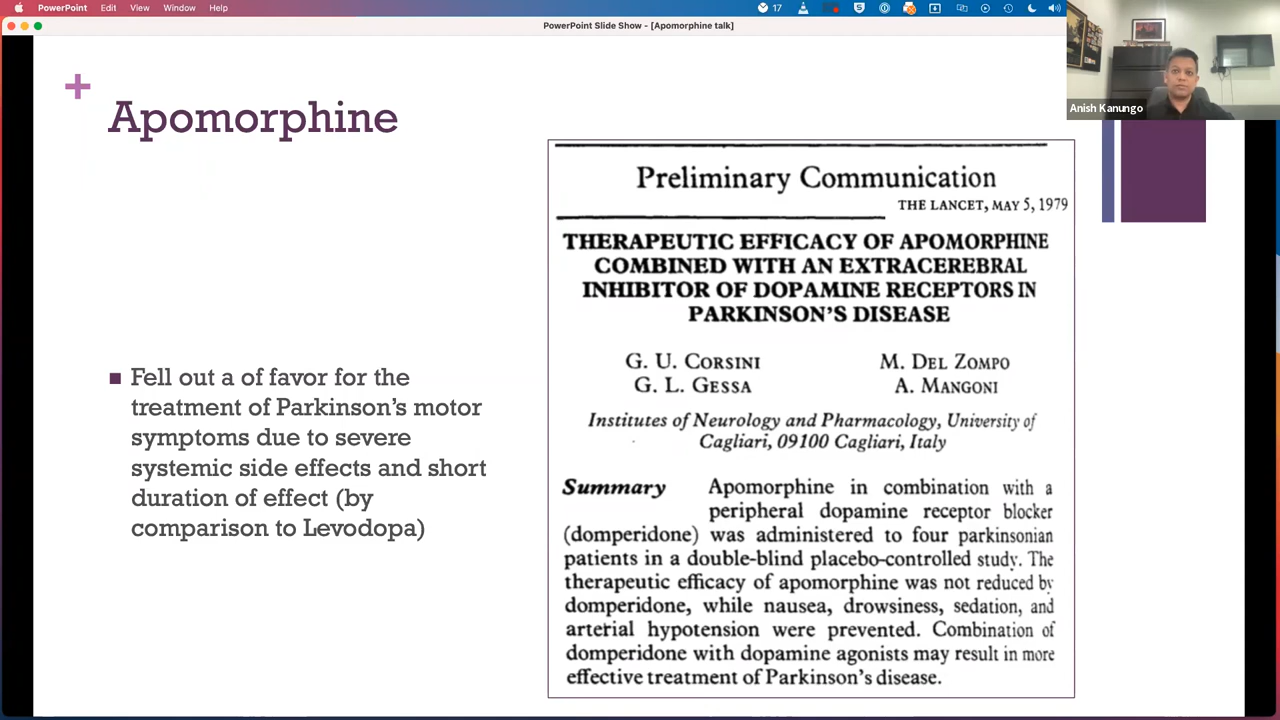 PowerPoint File Edit View Window Help 17
PowerPoint Slide Show - [Apomorphine talk]
Anish Kanungo
+
Apomorphine
Fell out a of favor for the
treatment of Parkinson's motor
symptoms due to severe
systemic side effects and short
duration of effect (by
comparison to Levodopa)
Preliminary Communication
THE LANCET, MAY 5, 1979
THERAPEUTIC EFFICACY OF APOMORPHINE
COMBINED WITH AN EXTRACEREBRAL
INHIBITOR OF DOPAMINE RECEPTORS IN
PARKINSON'S DISEASE
G. U. CORSINI M. DEL ZOMPO
G. L. GESSA A. MANGONI
Institutes of Neurology and Pharmacology, University of
Cagliari, 09100 Cagliari, Italy
Summary Apomorphine in combination with a
peripheral dopamine receptor blocker
(domperidone) was administered to four parkinsonian
patients in a double-blind placebo-controlled study. The
therapeutic efficacy of apomorphine was not reduced by
domperidone, while nausea, drowsiness, sedation, and
arterial hypotension were prevented. Combination of
domperidone with dopamine agonists may result in more
effective treatment of Parkinson's disease.